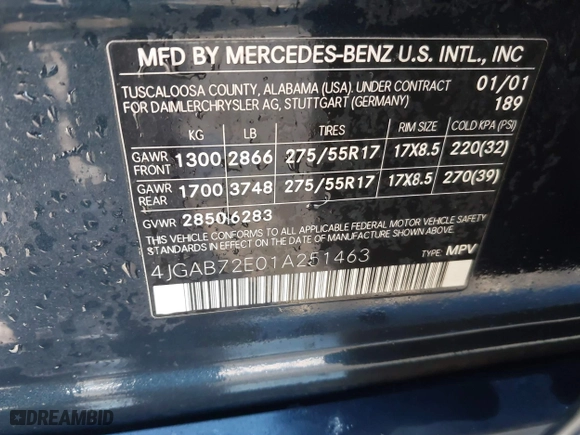 MFD BY MERCEDES-BENZ U.S. INTL., INC
TUSCALOOSA COUNTY, ALABAMA (USA). UNDER CONTRACT 01/01
FOR DAIMLERCHRYSLER AG, STUTTGART (GERMANY) 189
KG LB TIRES RIM SIZE COLD KPA (PSI)
GAWR FRONT 1300 2866 275/55R17 17X8.5 220(32)
GAWR REAR 1700 3748 275/55R17 17X8.5 270(39)
GVWR 2850 6283
THIS VEHICLE CONFORMS TO ALL APPLICABLE FEDERAL MOTOR VEHICLE SAFETY
STANDARDS IN EFFECT ON THE DATE OF MANUFACTURE SHOWN ABOVE.
4JGAB72E01A251463 TYPE: MPV
DREAMBID